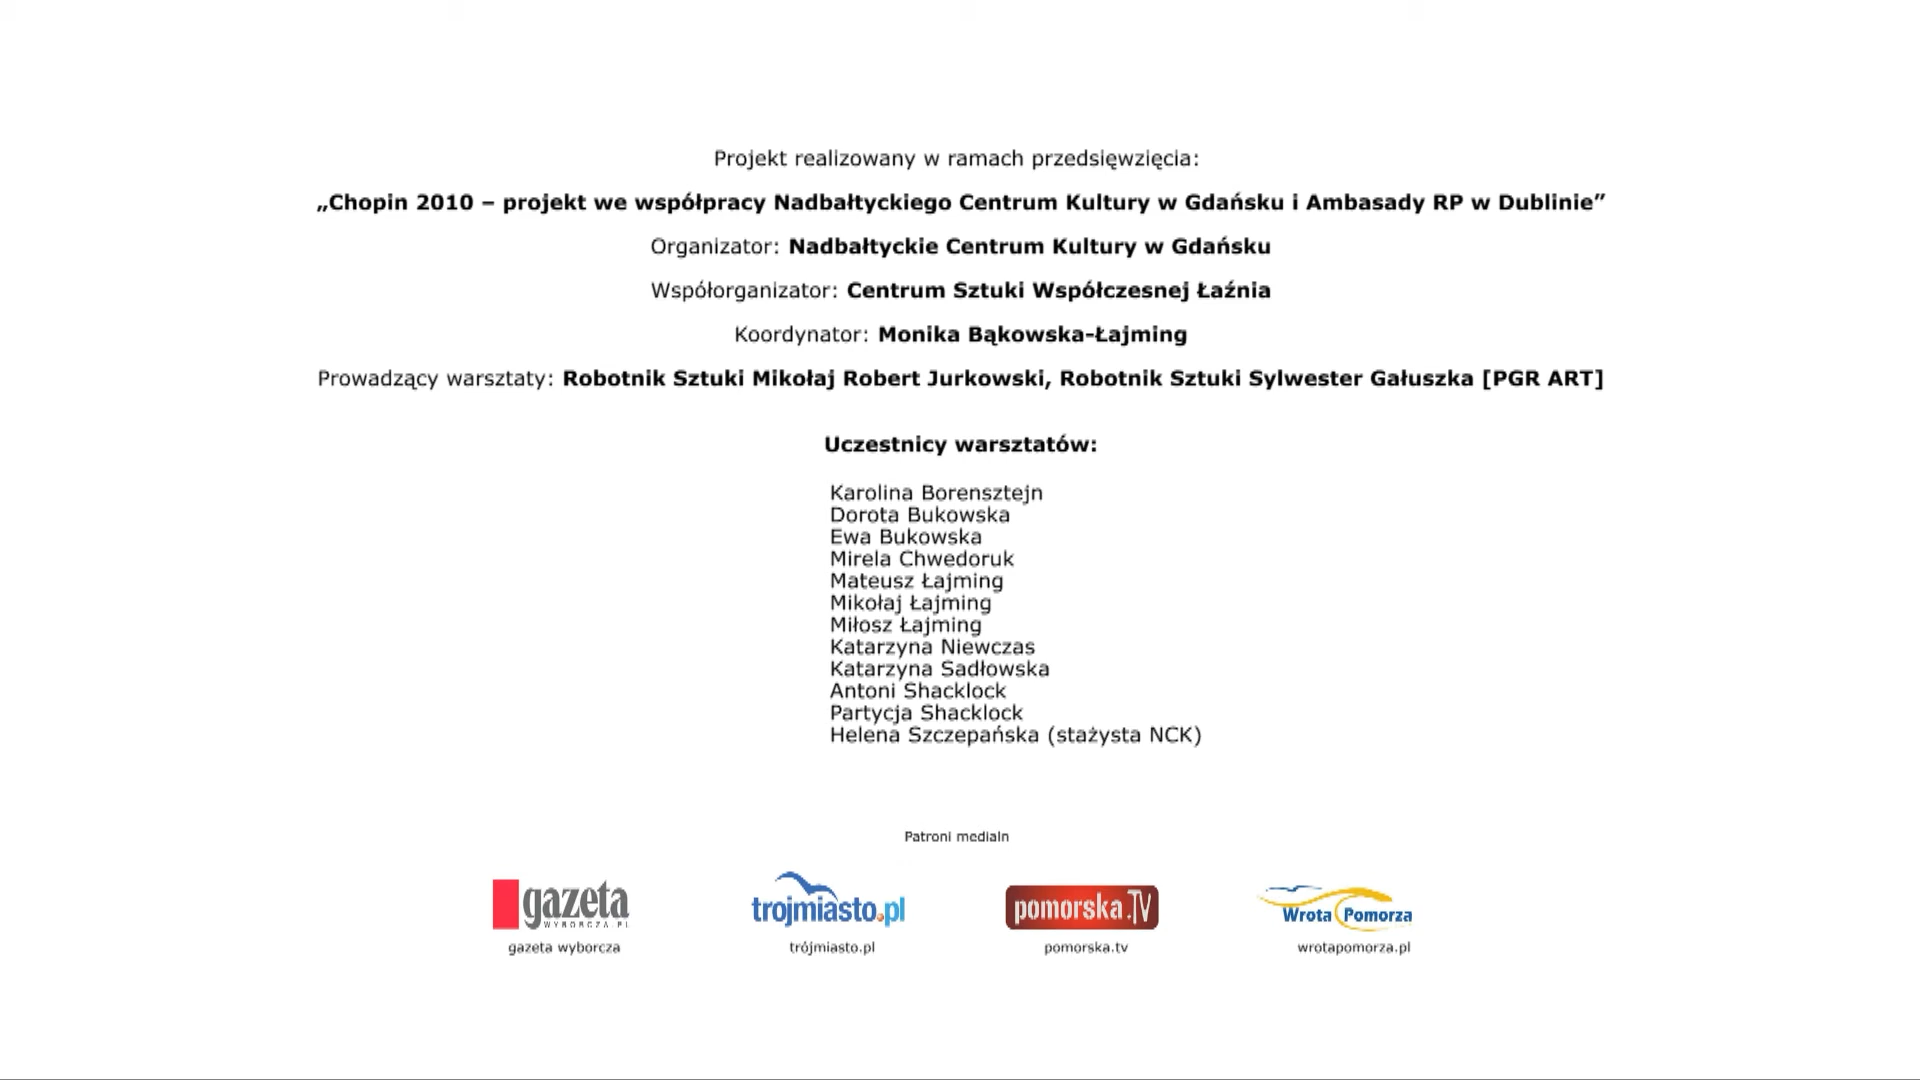 Projekt realizowany w ramach przedsięwzięcia:
„Chopin 2010 – projekt we współpracy Nadbałtyckiego Centrum Kultury w Gdańsku i Ambasady RP w Dublinie”
Organizator: Nadbałtyckie Centrum Kultury w Gdańsku
Współorganizator: Centrum Sztuki Współczesnej Łaźnia
Koordynator: Monika Bąkowska-Łajming
Prowadzący warsztaty: Robotnik Sztuki Mikołaj Robert Jurkowski, Robotnik Sztuki Sylwester Gałuszka [PGR ART]
Uczestnicy warsztatów:
Karolina Borensztejn
Dorota Bukowska
Ewa Bukowska
Mirela Chwedoruk
Mateusz Łajming
Mikołaj Łajming
Miłosz Łajming
Katarzyna Niewczas
Katarzyna Sadłowska
Antoni Shacklock
Partycja Shacklock
Helena Szczepańska (stażysta NCK)
Patroni medialn
gazeta trojmiasto.pl pomorska.TV Wrota Pomorza
WYBORCZA.PL
gazeta wyborcza trójmiasto.pl pomorska.tv wrotapomorza.pl